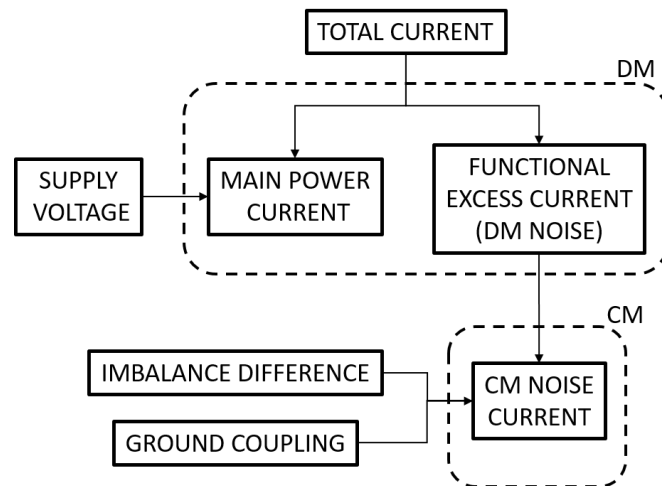 TOTAL CURRENT
DM
SUPPLY
VOLTAGE
MAIN POWER
CURRENT
FUNCTIONAL
EXCESS CURRENT
(DM NOISE)
CM
IMBALANCE DIFFERENCE
GROUND COUPLING
CM NOISE
CURRENT